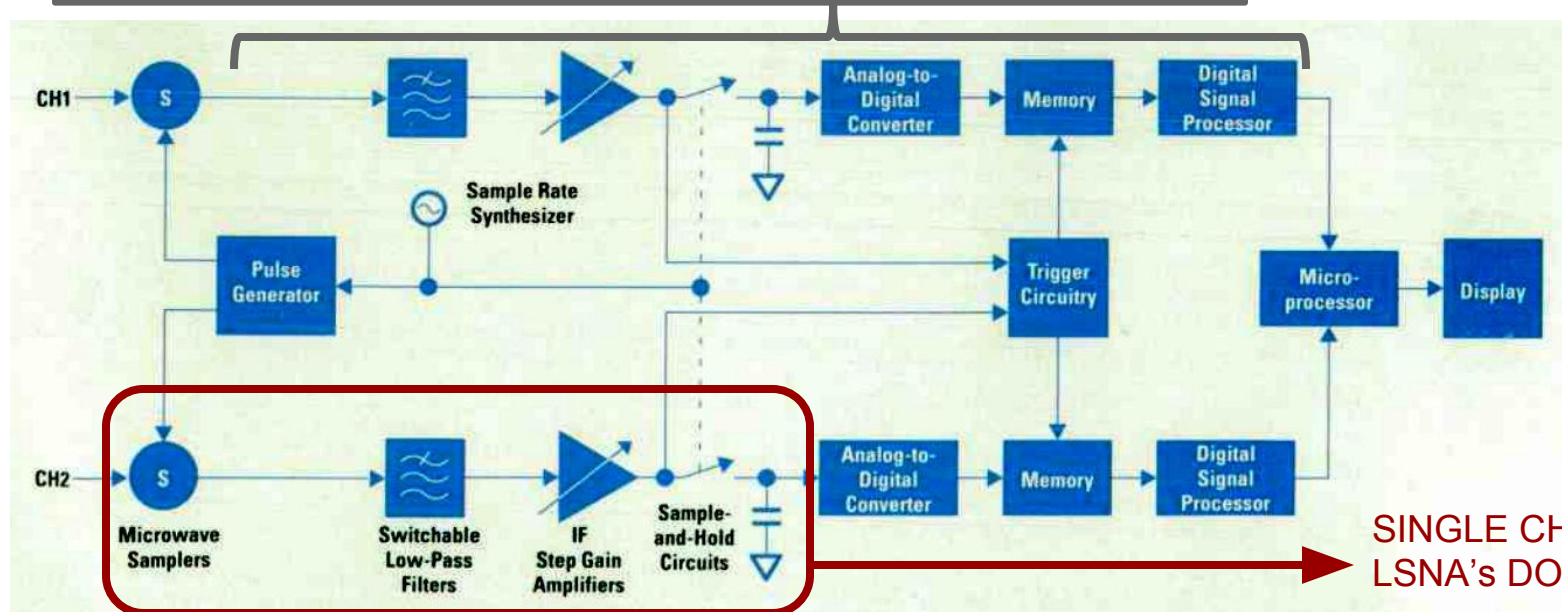 CH1
S
Analog-to-
Digital
Converter
Memory
Digital
Signal
Processor
Sample Rate
Synthesizer
Pulse
Generator
Trigger
Circuitry
Micro-
processor
Display
CH2
S
Microwave
Samplers
Switchable
Low-Pass
Filters
IF
Step Gain
Amplifiers
Sample-
and-Hold
Circuits
Analog-to-
Digital
Converter
Memory
Digital
Signal
Processor
SINGLE CH
LSNA's DO